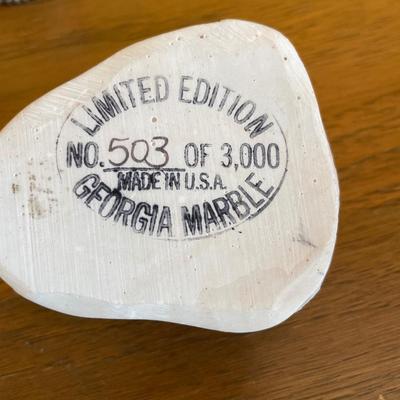 LIMITED EDITION
NO. 503 OF 3,000
MADE IN U.S.A.
GEORGIA MARBLE